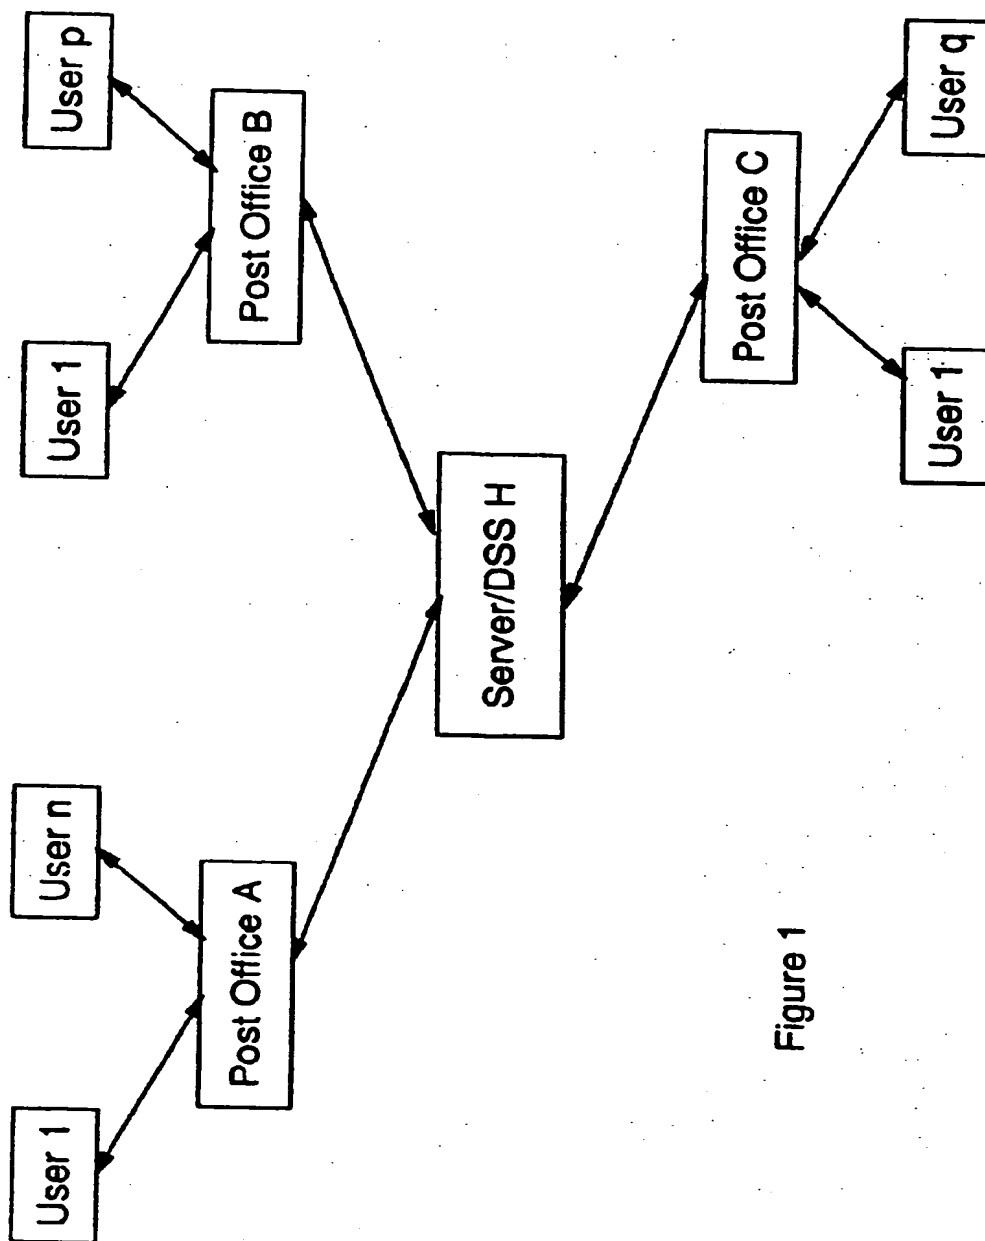 User 1
User n
User 1
User p
Post Office A
Post Office B
Server/DSS H
Post Office C
User 1
User q
Figure 1